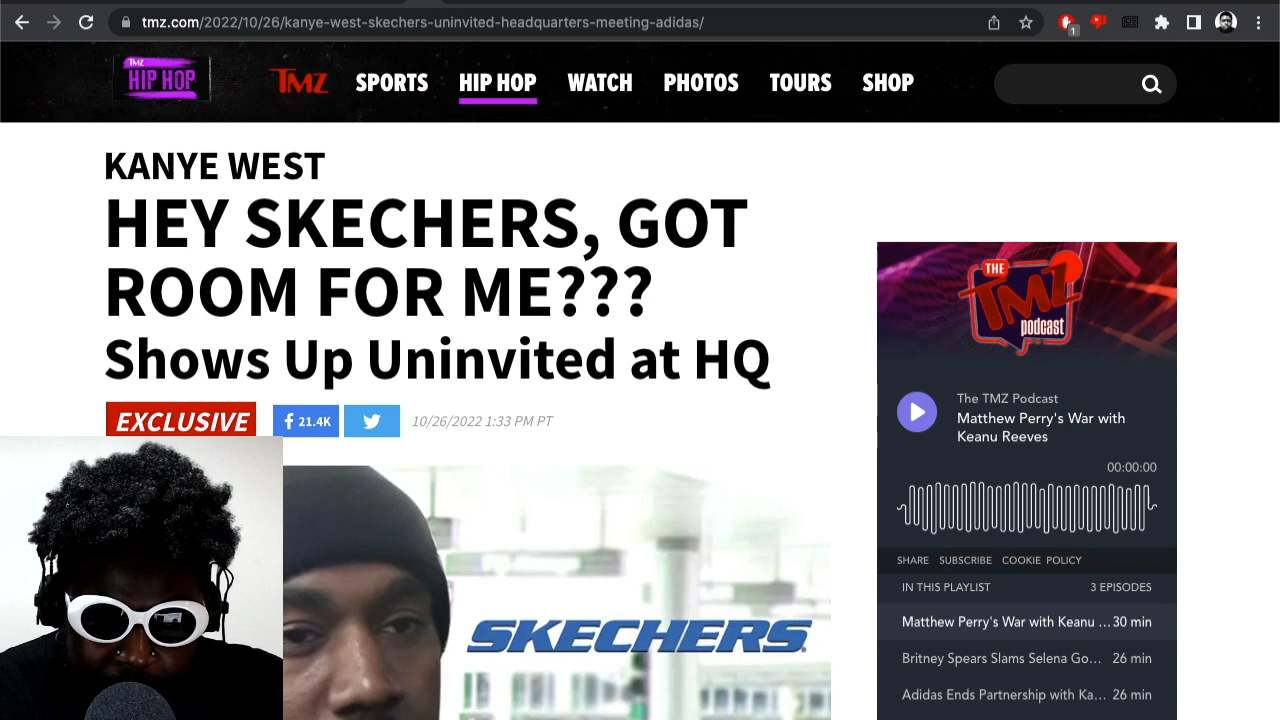 tmz.com/2022/10/26/kanye-west-skechers-uninvited-headquarters-meeting-adidas/
1
TMZ
HIP HOP
TMZ SPORTS HIP HOP WATCH PHOTOS TOURS SHOP
KANYE WEST
HEY SKECHERS, GOT
ROOM FOR ME???
Shows Up Uninvited at HQ
EXCLUSIVE
21.4K
10/26/2022 1:33 PM PT
SKECHERS
THE
TMZ
podcast
The TMZ Podcast
Matthew Perry's War with
Keanu Reeves
00:00:00
SHARE SUBSCRIBE COOKIE POLICY
IN THIS PLAYLIST 3 EPISODES
Matthew Perry's War with Keanu ... 30 min
Britney Spears Slams Selena Go... 26 min
Adidas Ends Partnership with Ka... 26 min